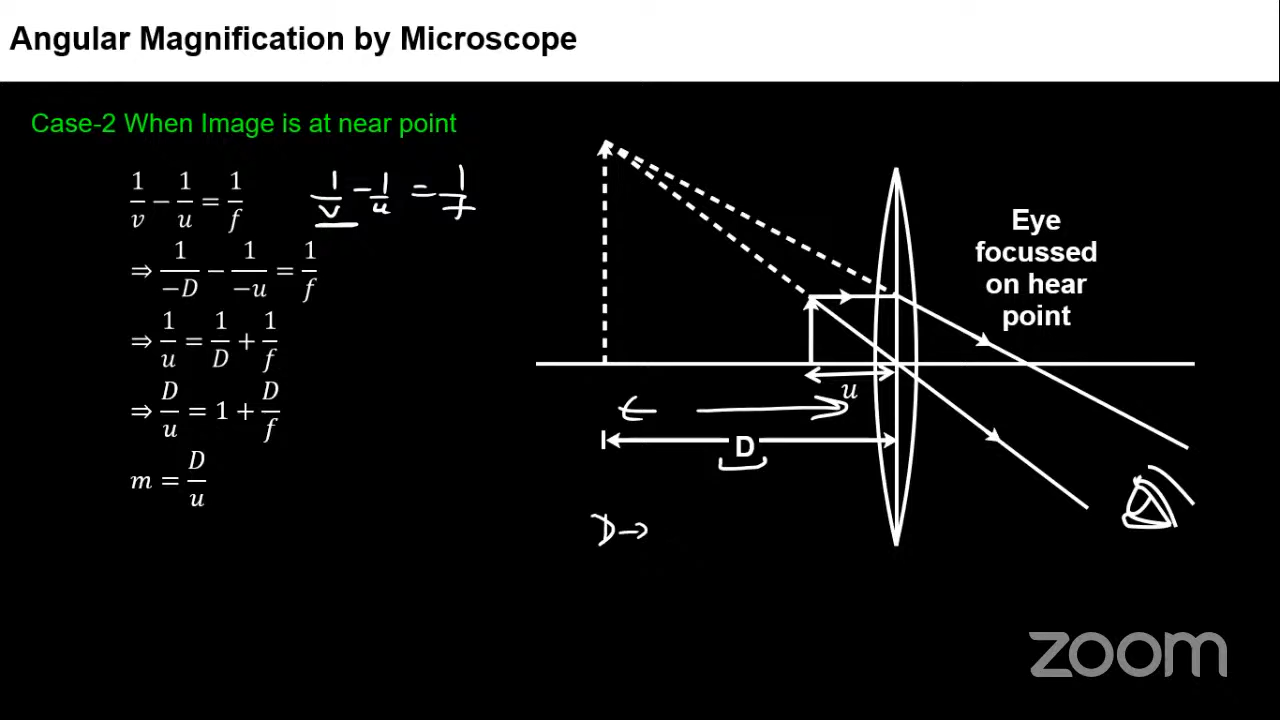 Angular Magnification by Microscope
Case-2 When Image is at near point
1/v − 1/u = 1/f
1/v − 1/u = 1/f
⇒ 1/−D − 1/−u = 1/f
⇒ 1/u = 1/D + 1/f
⇒ D/u = 1 + D/f
m = D/u
Eye
focussed
on hear
point
u
D
D →
zoom